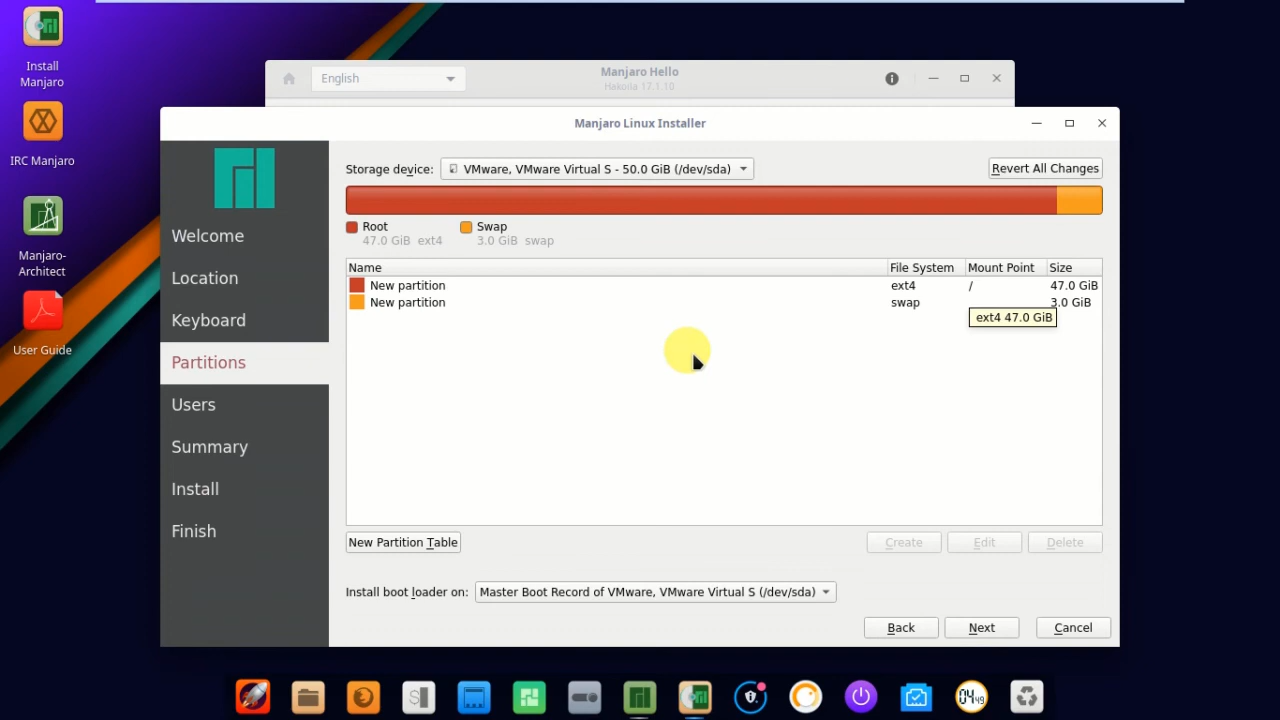 Install
Manjaro
IRC Manjaro
Manjaro-
Architect
User Guide
English
Manjaro Hello
Hakoila 17.1.10
Manjaro Linux Installer
Welcome
Location
Keyboard
Partitions
Users
Summary
Install
Finish
Storage device: VMware, VMware Virtual S - 50.0 GiB (/dev/sda)
Revert All Changes
Root
47.0 GiB ext4
Swap
3.0 GiB swap
Name File System Mount Point Size
New partition ext4 / 47.0 GiB
New partition swap 3.0 GiB
ext4 47.0 GiB
New Partition Table Create Edit Delete
Install boot loader on: Master Boot Record of VMware, VMware Virtual S (/dev/sda)
Back Next Cancel
04 49